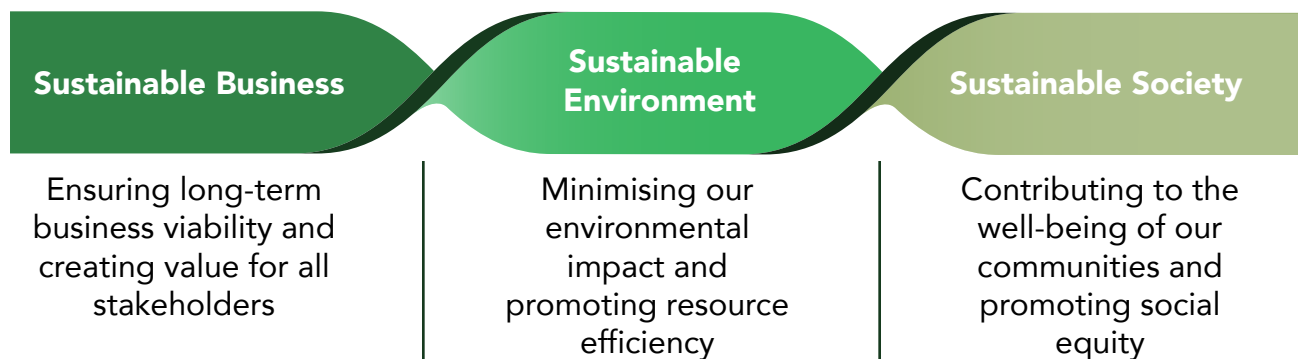 Sustainable Business
Ensuring long-term
business viability and
creating value for all
stakeholders
Sustainable
Environment
Minimising our
environmental
impact and
promoting resource
efficiency
Sustainable Society
Contributing to the
well-being of our
communities and
promoting social
equity